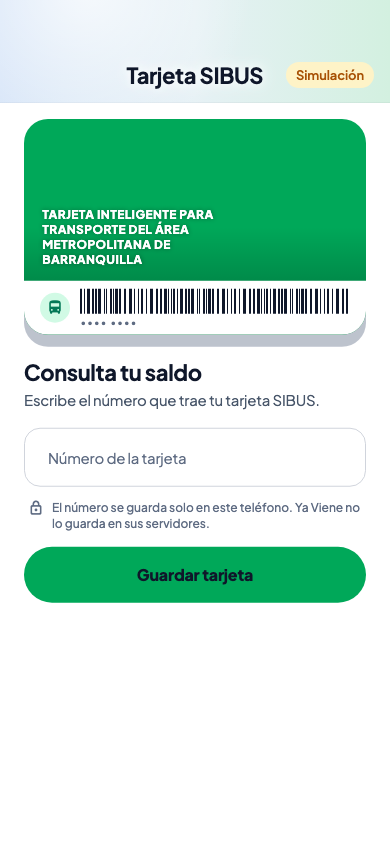 Tarjeta SIBUS
Simulación
TARJETA INTELIGENTE PARA
TRANSPORTE DEL ÁREA
METROPOLITANA DE
BARRANQUILLA
•••• ••••
Consulta tu saldo
Escribe el número que trae tu tarjeta SIBUS.
Número de la tarjeta
El número se guarda solo en este teléfono. Ya Viene no
lo guarda en sus servidores.
Guardar tarjeta